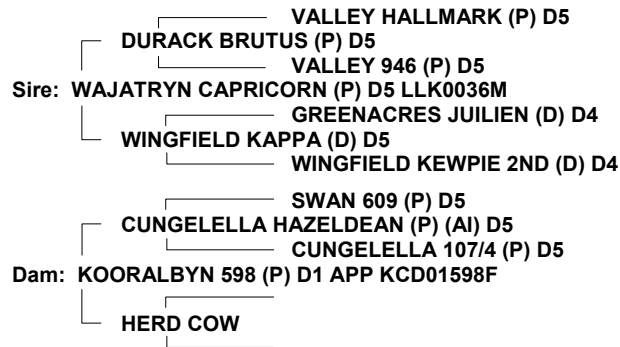 VALLEY HALLMARK (P) D5
DURACK BRUTUS (P) D5
VALLEY 946 (P) D5
Sire: WAJATRYN CAPRICORN (P) D5 LLK0036M
GREENACRES JUILIEN (D) D4
WINGFIELD KAPPA (D) D5
WINGFIELD KEWPIE 2ND (D) D4
SWAN 609 (P) D5
CUNGELELLA HAZELDEAN (P) (AI) D5
CUNGELELLA 107/4 (P) D5
Dam: KOORALBYN 598 (P) D1 APP KCD01598F
HERD COW